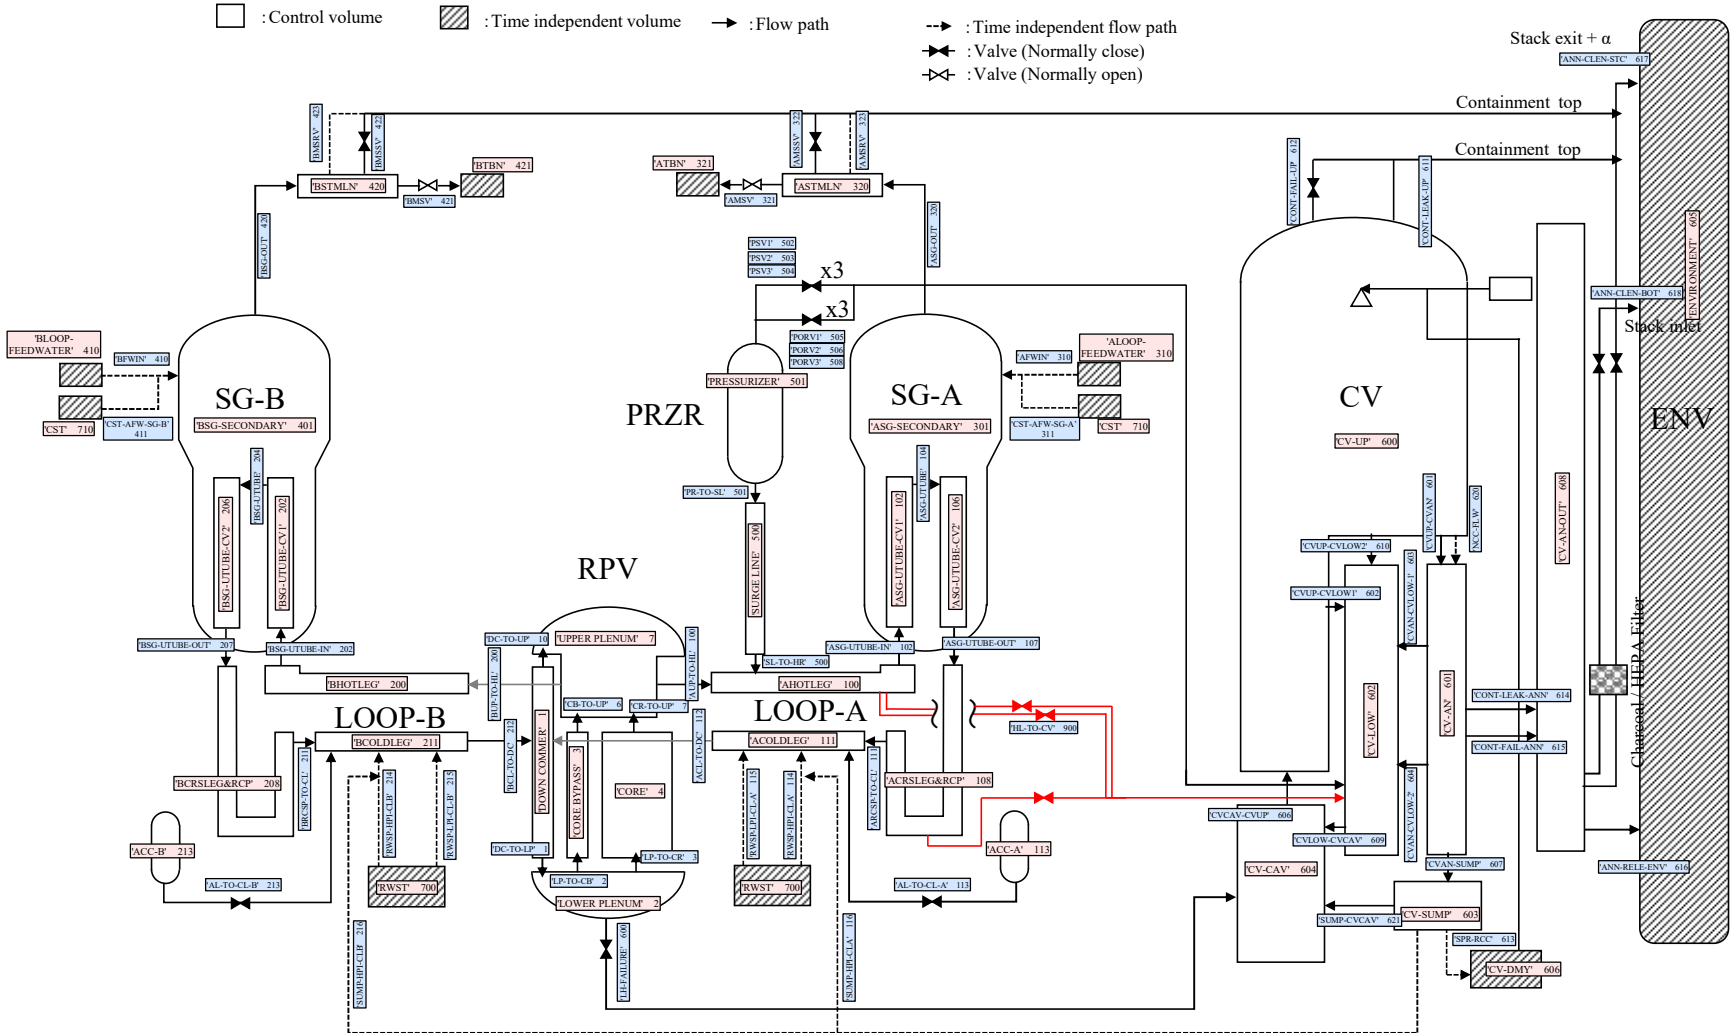 : Control volume
: Time independent volume
: Flow path
: Time independent flow path
: Valve (Normally close)
: Valve (Normally open)
Stack exit + α
'ANN-CLEN-STC' 617
Containment top
Containment top
'BMSRV' 423
'BMSSV' 422
'BSTMLN' 420
'BTBN' 421
'BMSV' 421
'BSG-OUT' 420
'ATBN' 321
'AMSV' 321
'AMSSV' 322
'AMSRV' 323
'ASTMLN' 320
'ASG-OUT' 320
'CONT-FAIL-UP' 612
'CONT-LEAK-UP' 611
'PSV1' 502
'PSV2' 503
'PSV3' 504
x3
x3
'PORV1' 505
'PORV2' 506
'PORV3' 508
'PRESSURIZER' 501
PRZR
'BLOOP-
FEEDWATER' 410
'BFWIN' 410
'CST' 710
'CST-AFW-SG-B'
411
SG-B
'BSG-SECONDARY' 401
'BSG-UTUBE' 204
'BSG-UTUBE-CV2' 206
'BSG-UTUBE-CV1' 202
'BSG-UTUBE-OUT' 207
'BSG-UTUBE-IN' 202
SG-A
'ASG-SECONDARY' 301
'ALOOP-
FEEDWATER' 310
'AFWIN' 310
'CST-AFW-SG-A'
311
'CST' 710
'ASG-UTUBE' 104
'ASG-UTUBE-CV1' 102
'ASG-UTUBE-CV2' 106
'ASG-UTUBE-IN' 102
'ASG-UTUBE-OUT' 107
'PR-TO-SL' 501
'SURGE LINE' 500
'SL-TO-HR' 500
RPV
'DC-TO-UP' 10
'UPPER PLENUM' 7
'BUP-TO-HL' 200
'AUP-TO-HL' 100
'BHOTLEG' 200
'AHOTLEG' 100
LOOP-B
LOOP-A
'CB-TO-UP' 6
'CR-TO-UP' 7
'BCOLDLEG' 211
'ACOLDLEG' 111
'BCL-TO-DC' 212
'ACL-TO-DC' 112
'DOWN COMMER' 1
'CORE BYPASS' 3
'CORE' 4
'BCRSLEG&RCP' 208
'BRCSP-TO-CL' 211
'RWSP-HPI-CLB' 214
'RWSP-LPI-CL-B' 215
'RWSP-LPI-CL-A' 115
'RWSP-HPI-CLA' 114
'ARCSP-TO-CL' 111
'ACRSLEG&RCP' 108
'HL-TO-CV' 900
'ACC-B' 213
'AL-TO-CL-B' 213
'RWST' 700
'SUMP-HPI-CLB' 216
'DC-TO-LP' 1
'LP-TO-CB' 2
'LP-TO-CR' 3
'LOWER PLENUM' 2
'LH-FAILURE' 600
'RWST' 700
'SUMP-HPI-CLA' 116
'AL-TO-CL-A' 113
'ACC-A' 113
CV
'CV-UP' 600
'CVUP-CVLOW2' 610
'CVUP-CVLOW1' 602
'CVUP-CVAN' 601
'NCC-FLW' 620
'CVAN-CVLOW-1' 603
'CVAN-CVLOW-2' 604
'CV-LOW' 602
'CV-AN' 601
'CV-AN-OUT' 608
'CONT-LEAK-ANN' 614
'CONT-FAIL-ANN' 615
'CVCAV-CVUP' 606
'CVLOW-CVCAV' 609
'CVAN-SUMP' 607
'CV-CAV' 604
'CV-SUMP' 603
'SUMP-CVCAV' 621
'SPR-RCC' 613
'CV-DMY' 606
'ANN-RELE-ENV' 616
'ANN-CLEN-BOT' 618
Stack inlet
'ENVIRONMENT' 605
ENV
Charcoal / HEPA Filter